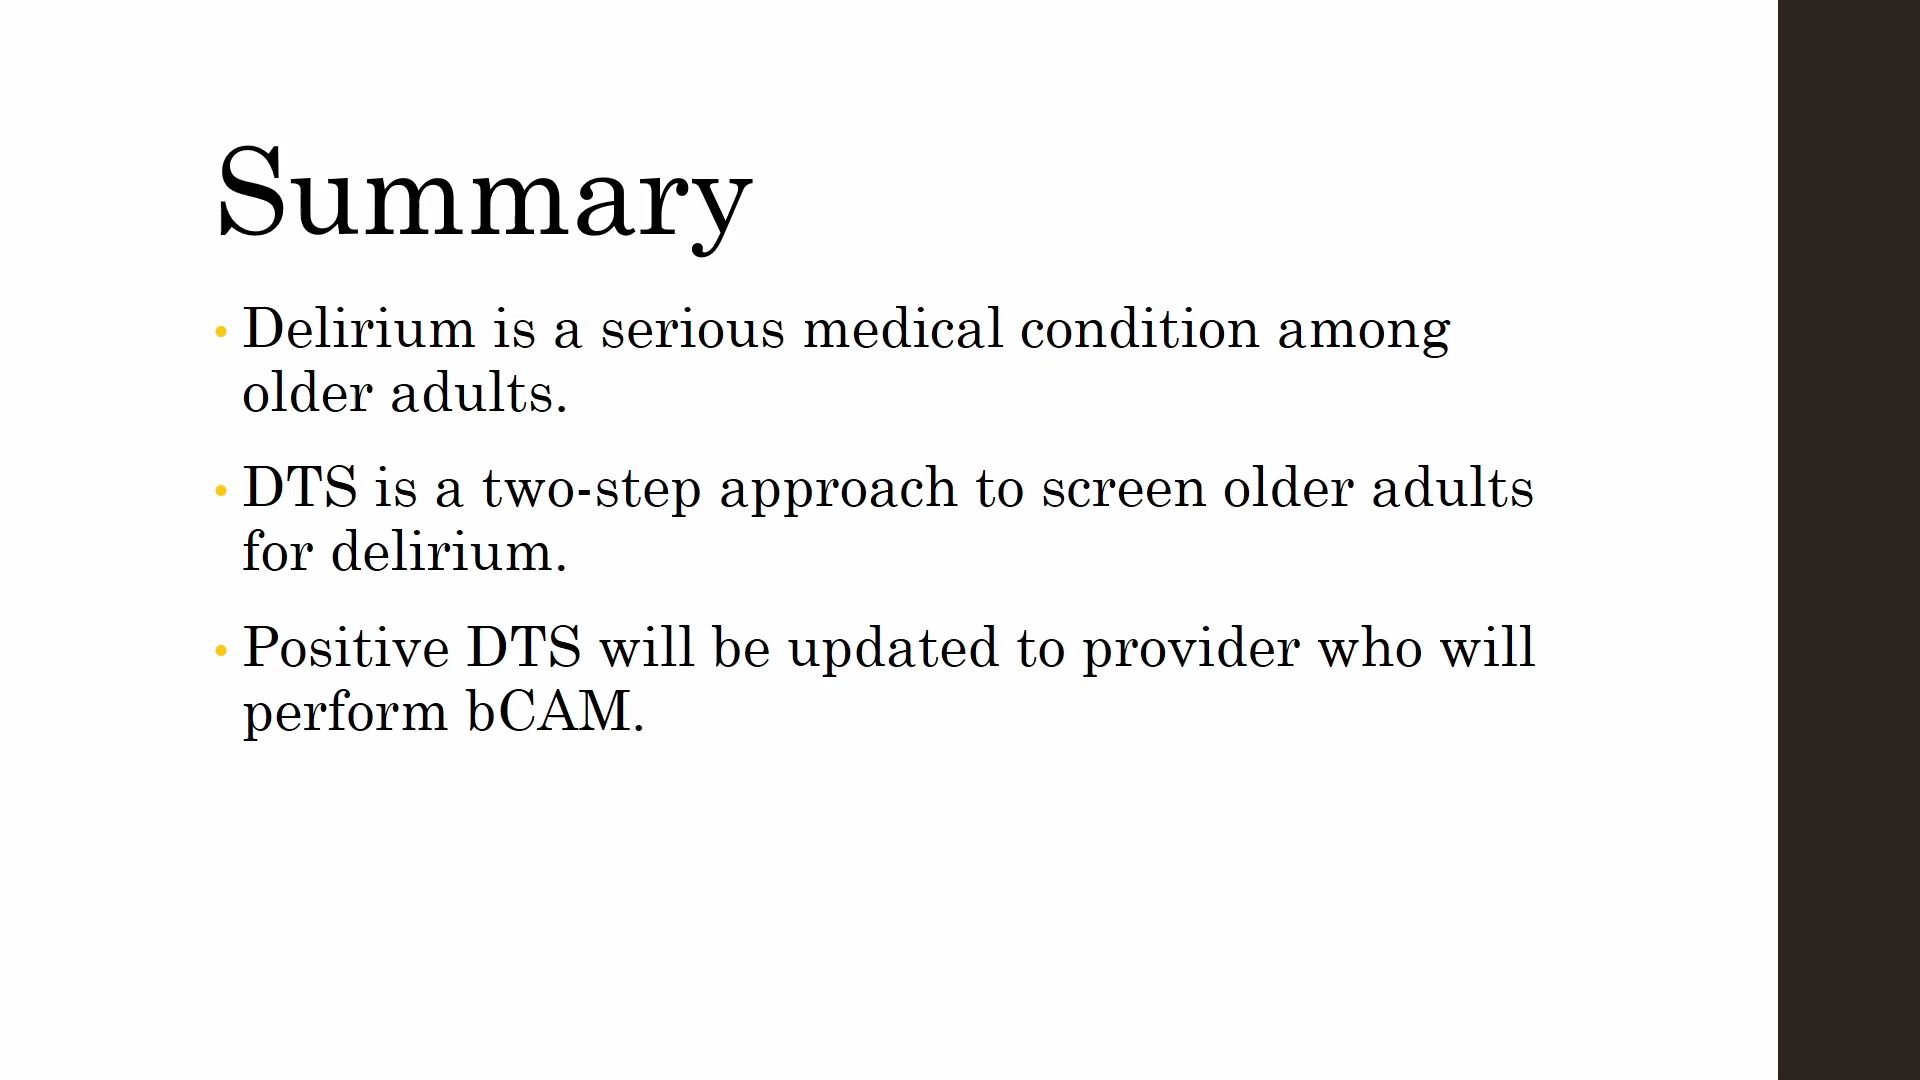 Summary
• Delirium is a serious medical condition among
older adults.
• DTS is a two-step approach to screen older adults
for delirium.
• Positive DTS will be updated to provider who will
perform bCAM.